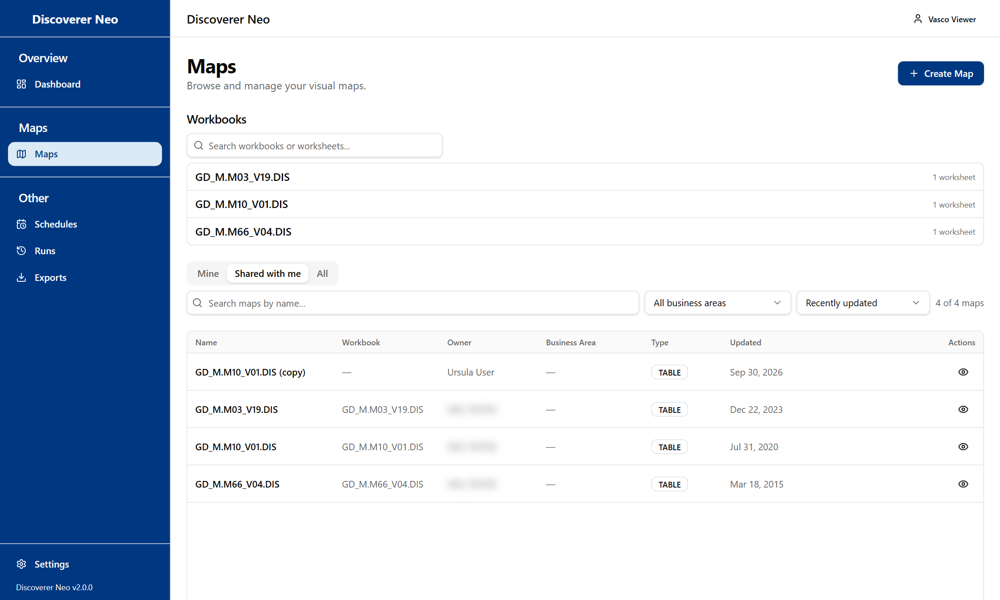 Discoverer Neo
Discoverer Neo
Vasco Viewer
Overview
Dashboard
Maps
Maps
Other
Schedules
Runs
Exports
Settings
Discoverer Neo v2.0.0
Maps
Browse and manage your visual maps.
Create Map
Workbooks
Search workbooks or worksheets...
GD_M.M03_V19.DIS 1 worksheet
GD_M.M10_V01.DIS 1 worksheet
GD_M.M66_V04.DIS 1 worksheet
Mine Shared with me All
Search maps by name... All business areas Recently updated 4 of 4 maps
Name Workbook Owner Business Area Type Updated Actions
GD_M.M10_V01.DIS (copy) — Ursula User — TABLE Sep 30, 2026
GD_M.M03_V19.DIS GD_M.M03_V19.DIS — TABLE Dec 22, 2023
GD_M.M10_V01.DIS GD_M.M10_V01.DIS — TABLE Jul 31, 2020
GD_M.M66_V04.DIS GD_M.M66_V04.DIS — TABLE Mar 18, 2015